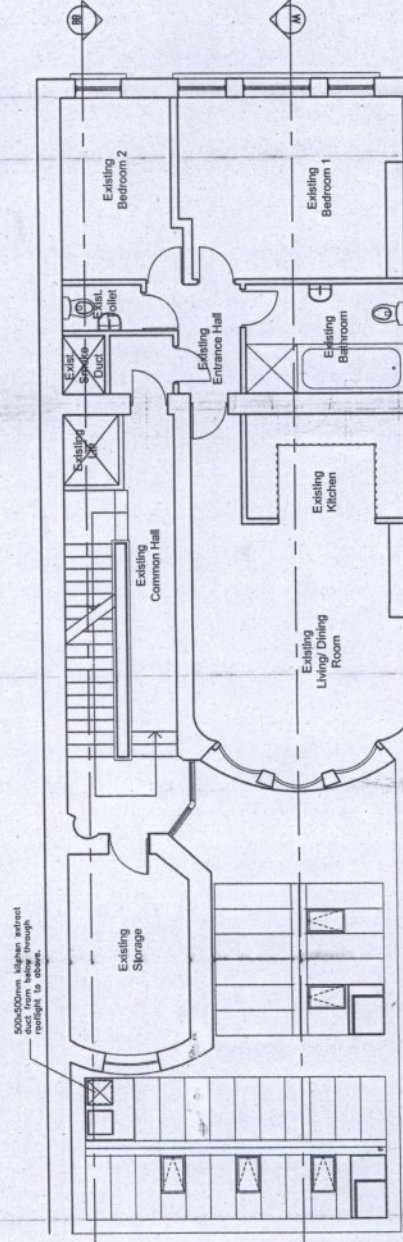 500x500mm kitchen extract
duct from below through
rooflight to above.
Existing
Storage
Existing
Common Hall
Existing
Lift
Exist.
Smoke
Duct
Exist.
Toilet
Existing
Bedroom 2
BB
Existing
Living/ Dining
Room
Existing
Kitchen
Existing
Entrance Hall
Existing
Bathroom
Existing
Bedroom 1
AA